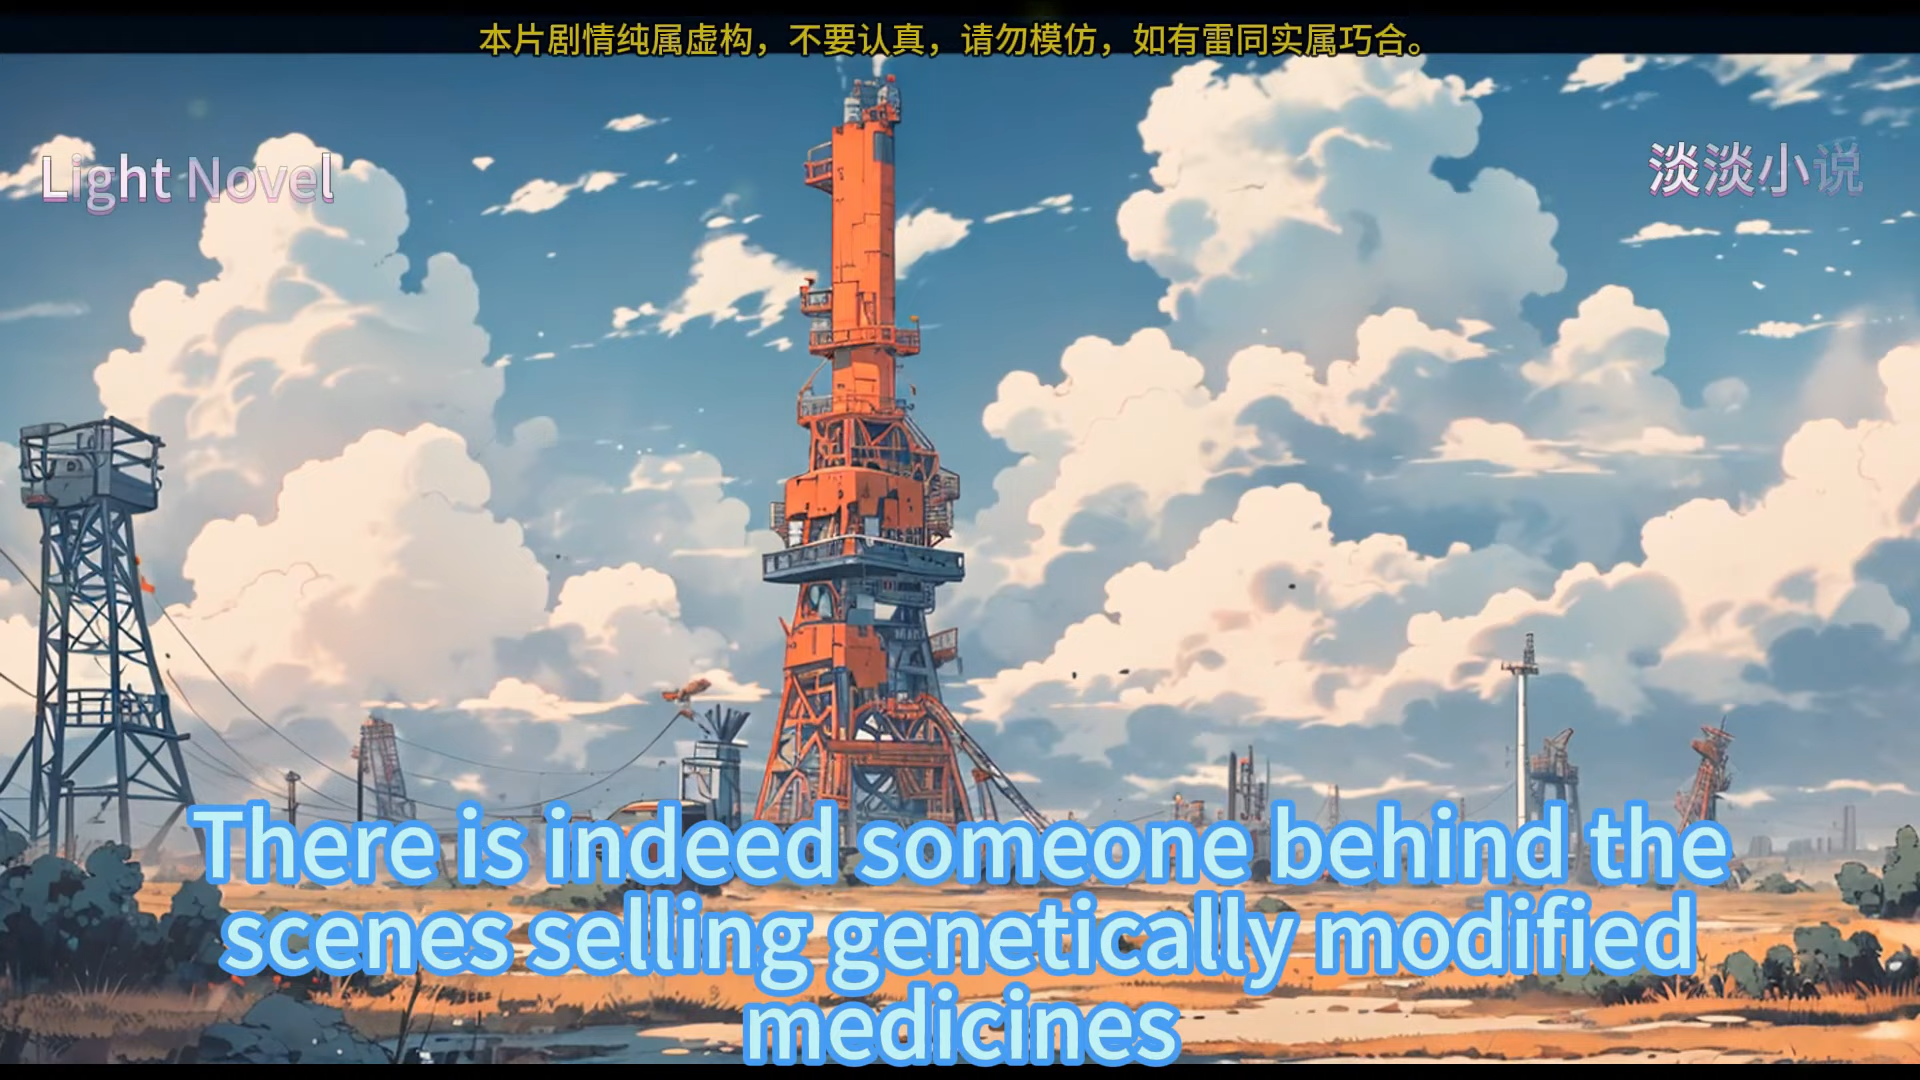 本片剧情纯属虚构，不要认真，请勿模仿，如有雷同实属巧合。
Light Novel
淡淡小说
There is indeed someone behind the
scenes selling genetically modified
medicines